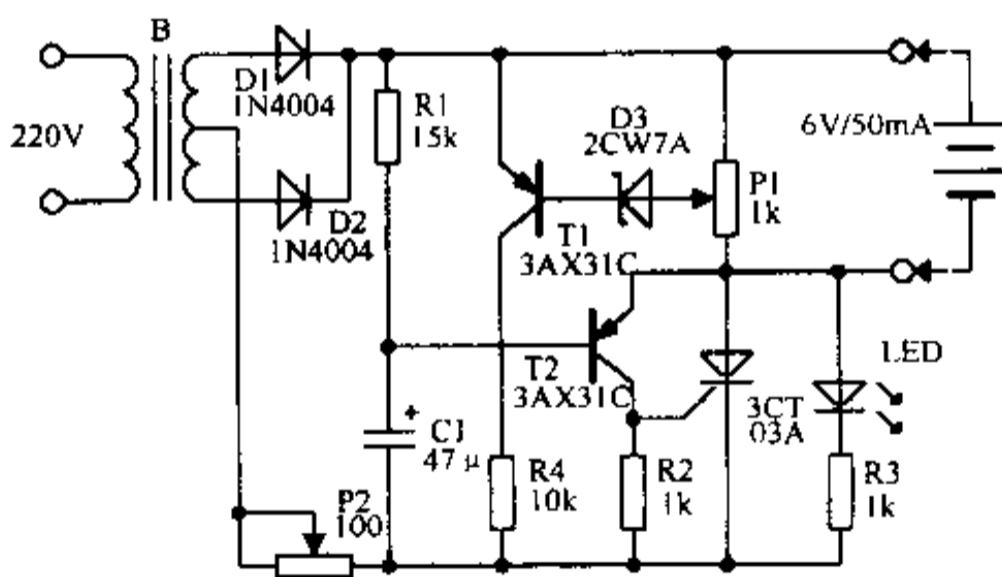 B
D1
1N4004
220V
D2
1N4004
R1
15k
D3
2CW7A
P1
1k
6V/50mA
T1
3AX31C
T2
3AX31C
LED
3CT
03A
+
C1
47μ
R4
10k
R2
1k
R3
1k
P2
100